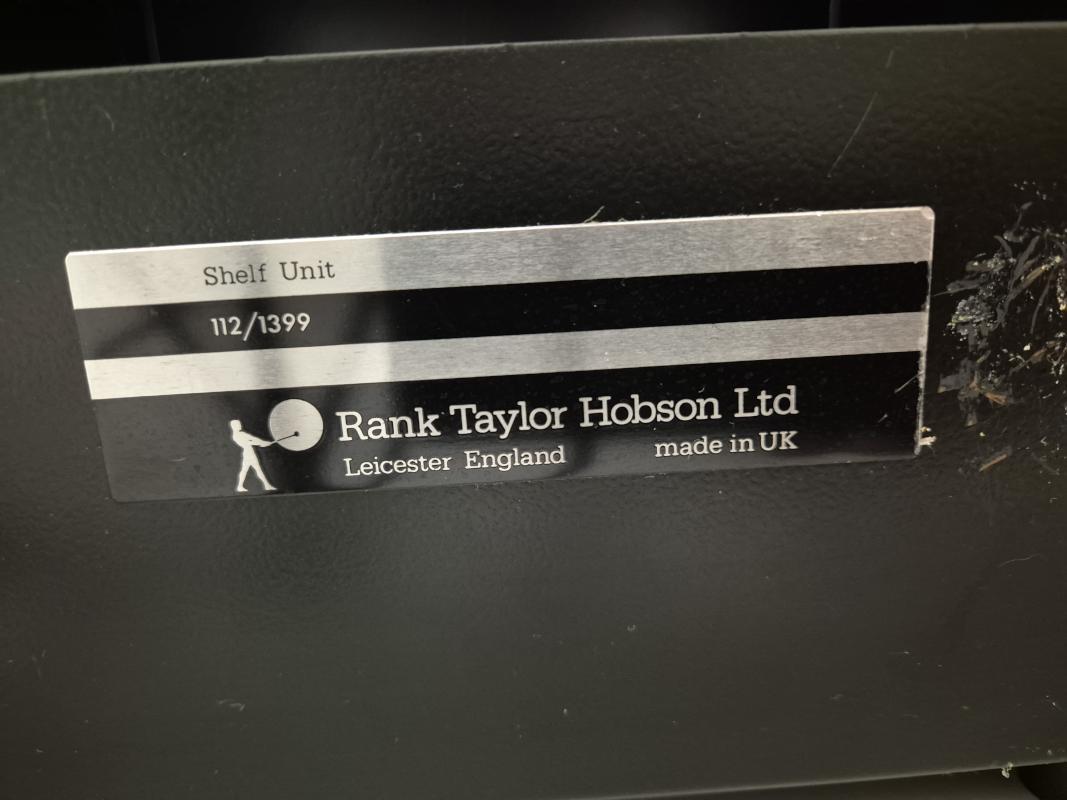 Shelf Unit
112/1399
Rank Taylor Hobson Ltd
Leicester England made in UK